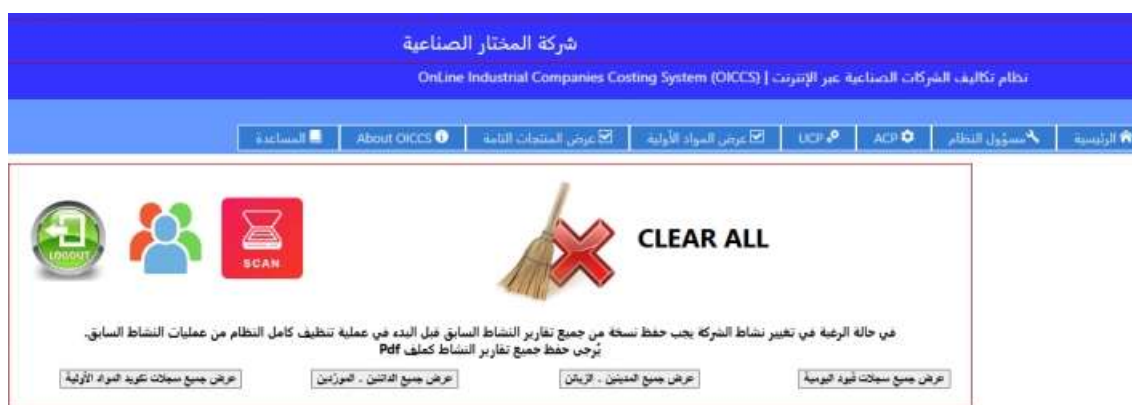 شركة المختار الصناعية
نظام تكاليف الشركات الصناعية عبر الإنترنت | OnLine Industrial Companies Costing System (OICCS)
الرئيسية
مسؤول النظام
ACP
UCP
عرض المواد الأولية
عرض المنتجات التامة
About OICCS
المساعدة
CLEAR ALL
SCAN
LOGOUT
في حالة الرغبة في تغيير نشاط الشركة يجب حفظ نسخة من جميع تقارير النشاط السابق قبل البدء في عملية تنظيف كامل النظام من عمليات النشاط السابق.
يُرجى حفظ جميع تقارير النشاط كملف Pdf
عرض جميع سجلات قيود اليومية
عرض جميع المدينين . الزبائن
عرض جميع الدائنين . المورّدين
عرض جميع سجلات تكويد المواد الأولية